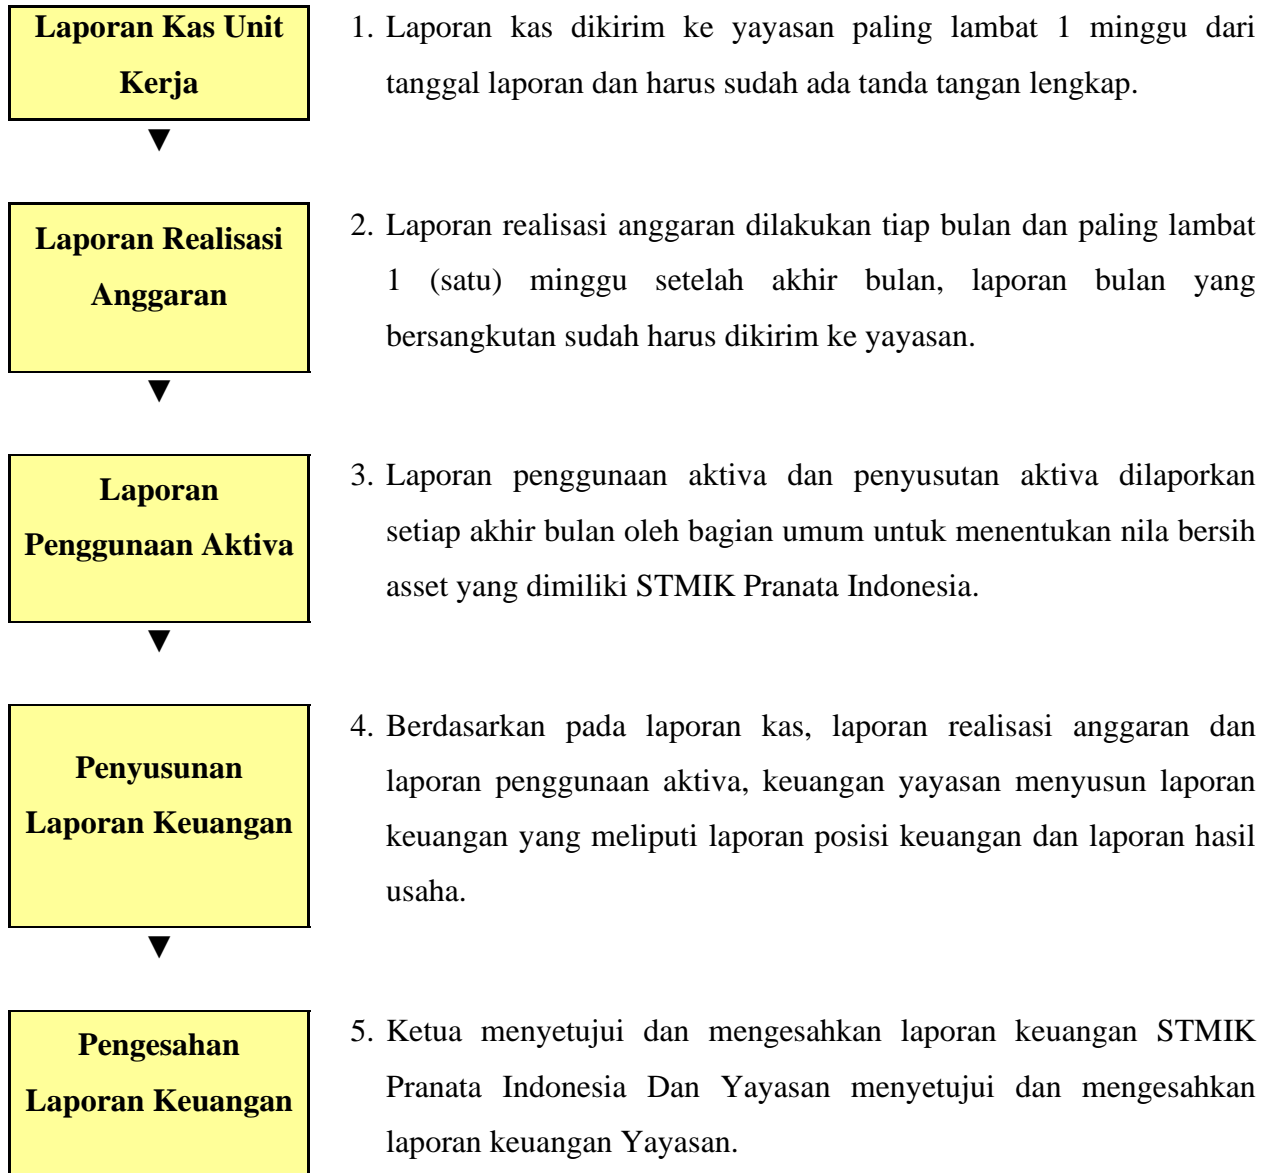 Laporan Kas Unit
Kerja
1. Laporan kas dikirim ke yayasan paling lambat 1 minggu dari
tanggal laporan dan harus sudah ada tanda tangan lengkap.
▼
Laporan Realisasi
Anggaran
2. Laporan realisasi anggaran dilakukan tiap bulan dan paling lambat
1 (satu) minggu setelah akhir bulan, laporan bulan yang
bersangkutan sudah harus dikirim ke yayasan.
▼
Laporan
Penggunaan Aktiva
3. Laporan penggunaan aktiva dan penyusutan aktiva dilaporkan
setiap akhir bulan oleh bagian umum untuk menentukan nila bersih
asset yang dimiliki STMIK Pranata Indonesia.
▼
Penyusunan
Laporan Keuangan
4. Berdasarkan pada laporan kas, laporan realisasi anggaran dan
laporan penggunaan aktiva, keuangan yayasan menyusun laporan
keuangan yang meliputi laporan posisi keuangan dan laporan hasil
usaha.
▼
Pengesahan
Laporan Keuangan
5. Ketua menyetujui dan mengesahkan laporan keuangan STMIK
Pranata Indonesia Dan Yayasan menyetujui dan mengesahkan
laporan keuangan Yayasan.